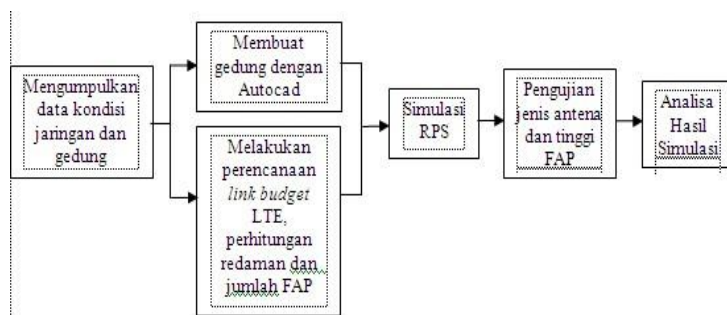 Mengumpulkan
data kondisi
jaringan dan
gedung
Membuat
gedung dengan
Autocad
Melakukan
perencanaan
link budget
LTE,
perhitungan
redaman dan
jumlah FAP
Simulasi
RPS
Pengujian
jenis antena
dan tinggi
FAP
Analisa
Hasil
Simulasi